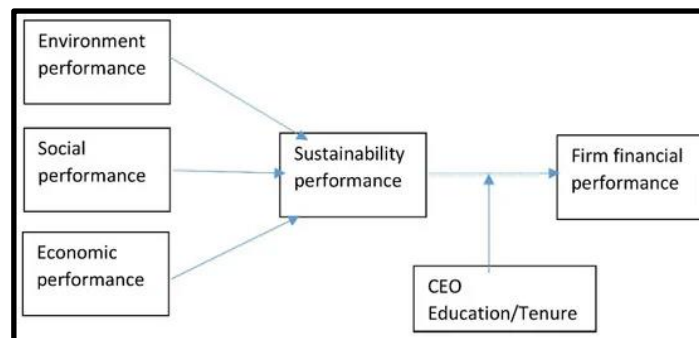 Environment
performance
Social
performance
Sustainability
performance
Firm financial
performance
Economic
performance
CEO
Education/Tenure